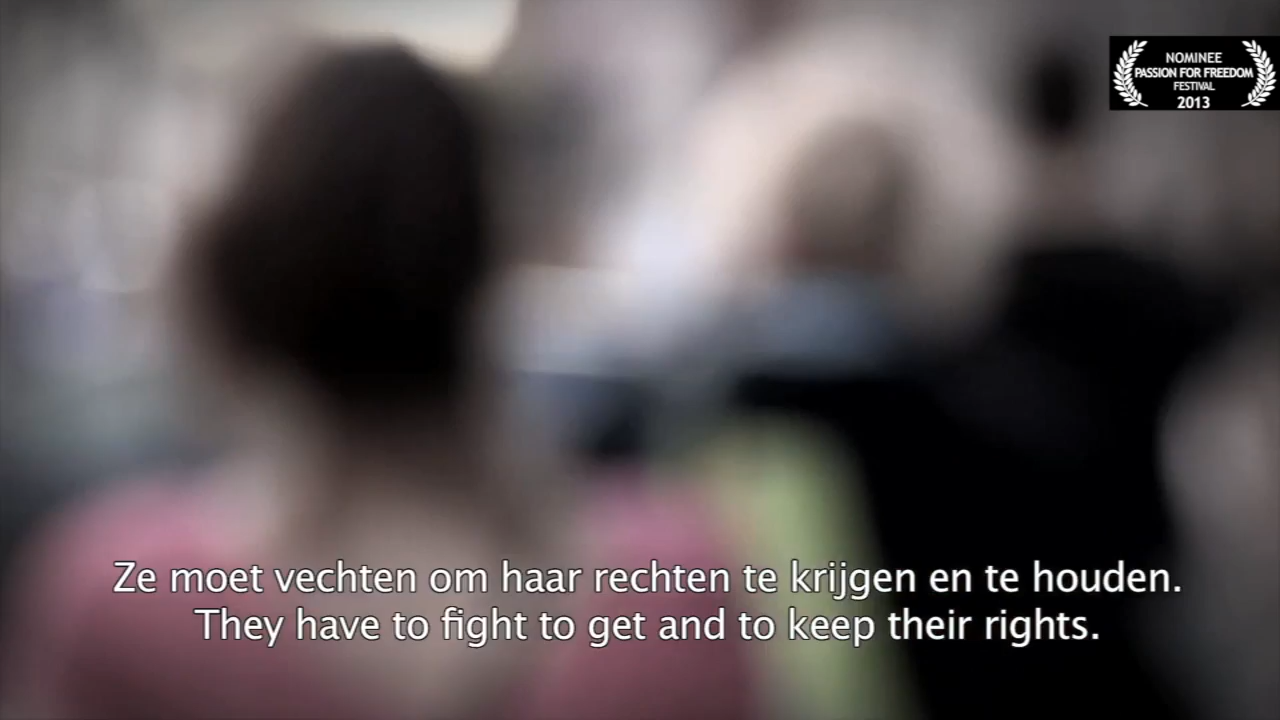 NOMINEE
PASSION FOR FREEDOM
FESTIVAL
2013
Ze moet vechten om haar rechten te krijgen en te houden.
They have to fight to get and to keep their rights.